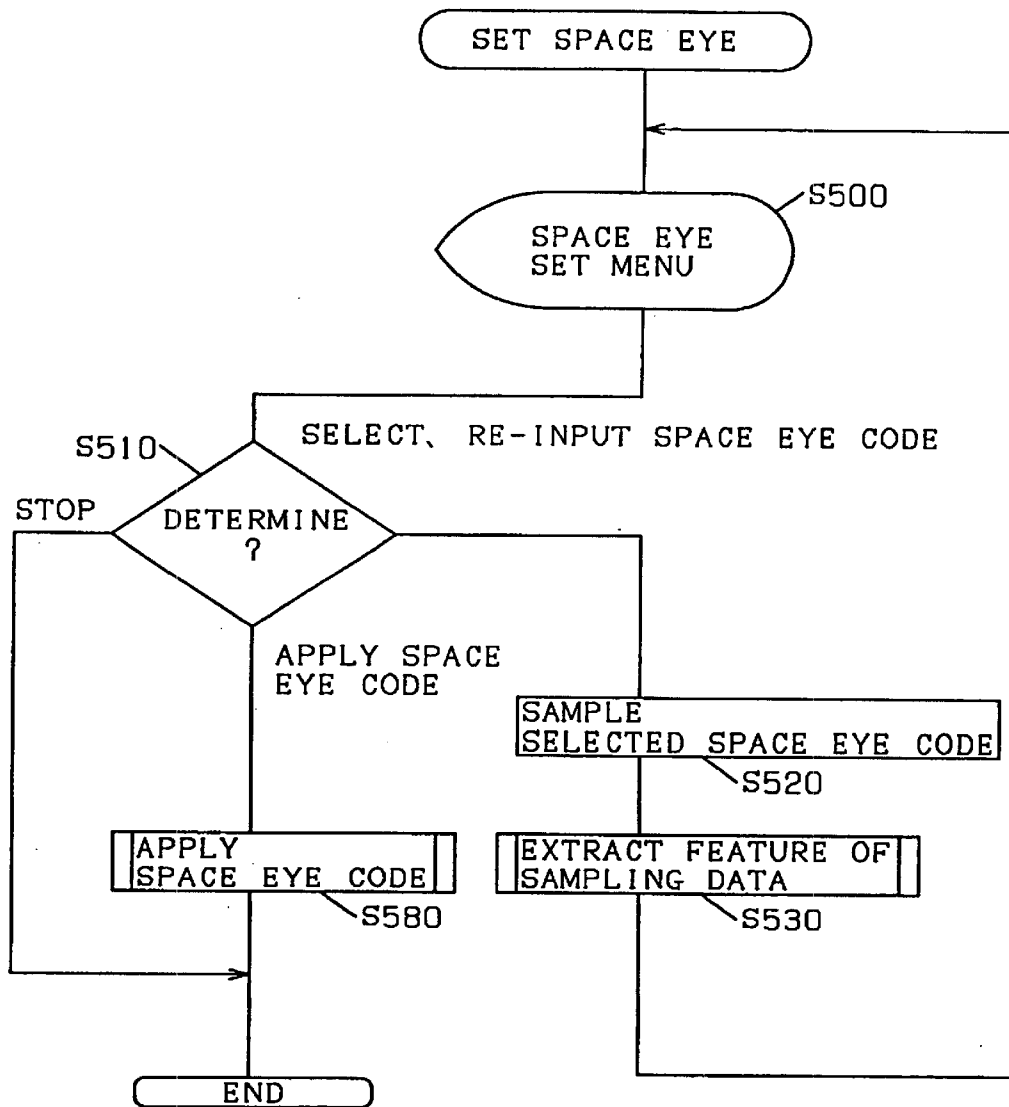 SET SPACE EYE
S500
SPACE EYE
SET MENU
SELECT、 RE-INPUT SPACE EYE CODE
S510
STOP
DETERMINE
?
APPLY SPACE
EYE CODE
SAMPLE
SELECTED SPACE EYE CODE
S520
APPLY
SPACE EYE CODE
S580
EXTRACT FEATURE OF
SAMPLING DATA
S530
END